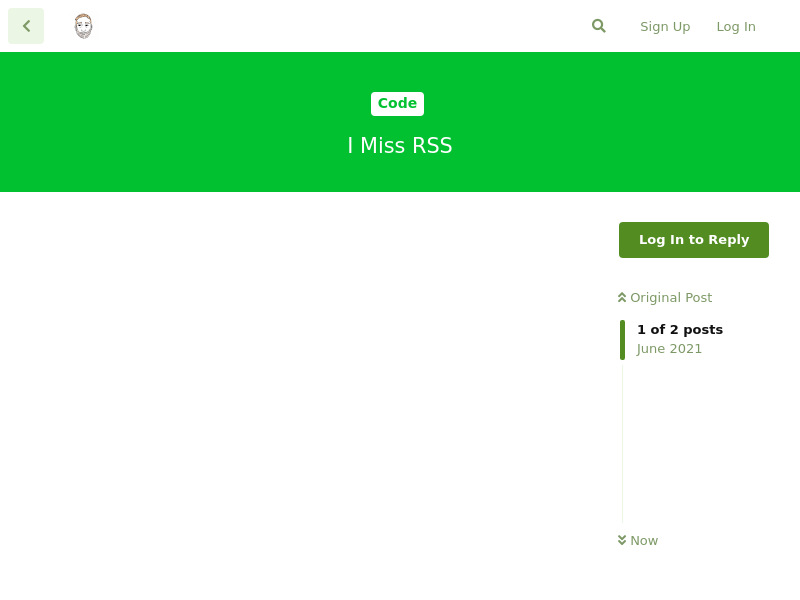 Sign Up
Log In
Code
I Miss RSS
Log In to Reply
Original Post
1 of 2 posts
June 2021
Now